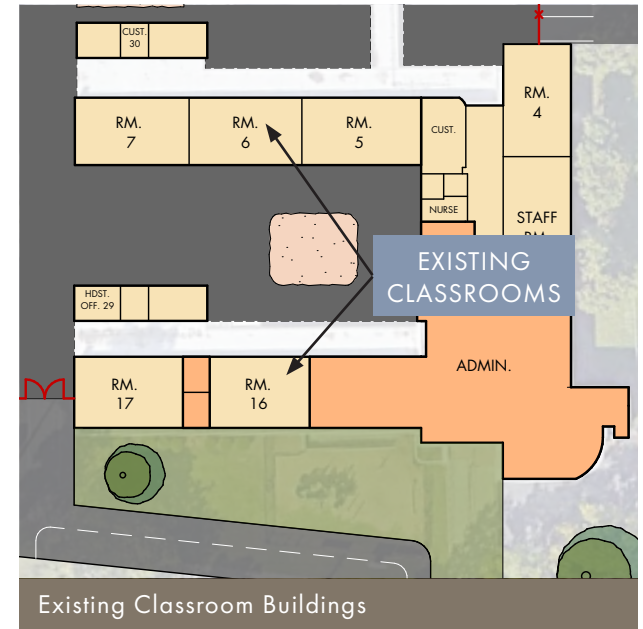 CUST.
30
RM.
7
RM.
6
RM.
5
CUST.
RM.
4
NURSE
STAFF
RM.
EXISTING
CLASSROOMS
HDST.
OFF. 29
ADMIN.
RM.
17
RM.
16
Existing Classroom Buildings